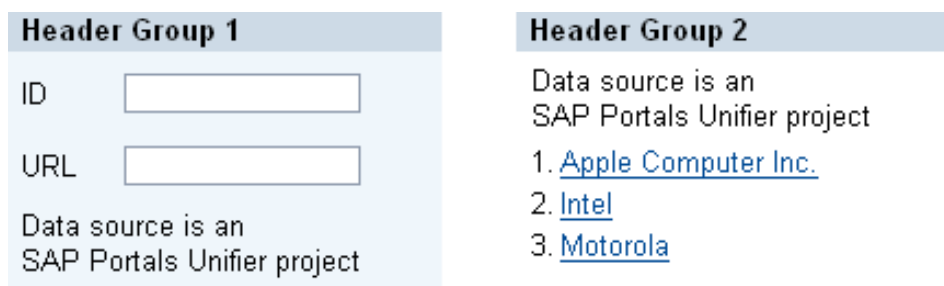 Header Group 1
ID
URL
Data source is an
SAP Portals Unifier project
Header Group 2
Data source is an
SAP Portals Unifier project
1. Apple Computer Inc.
2. Intel
3. Motorola